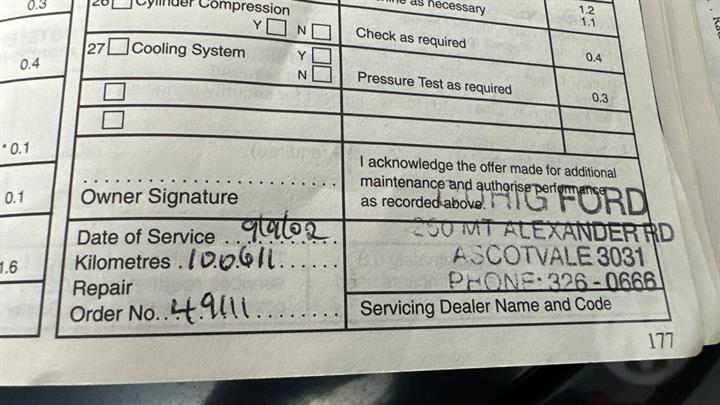 0.3
26 Cylinder Compression
as necessary
1.2
Y N
1.1
27 Cooling System
Check as required
0.4
Y
N
0.4
Pressure Test as required
0.3
*0.1
I acknowledge the offer made for additional
maintenance and authorise performance
as recorded above.
0.1
Owner Signature
FORD
Date of Service 9/9/02
250 MT ALEXANDER RD
Kilometres 100611
ASCOTVALE 3031
1.6
Repair
PHONE: 326-0666
Order No. 49111
Servicing Dealer Name and Code
177